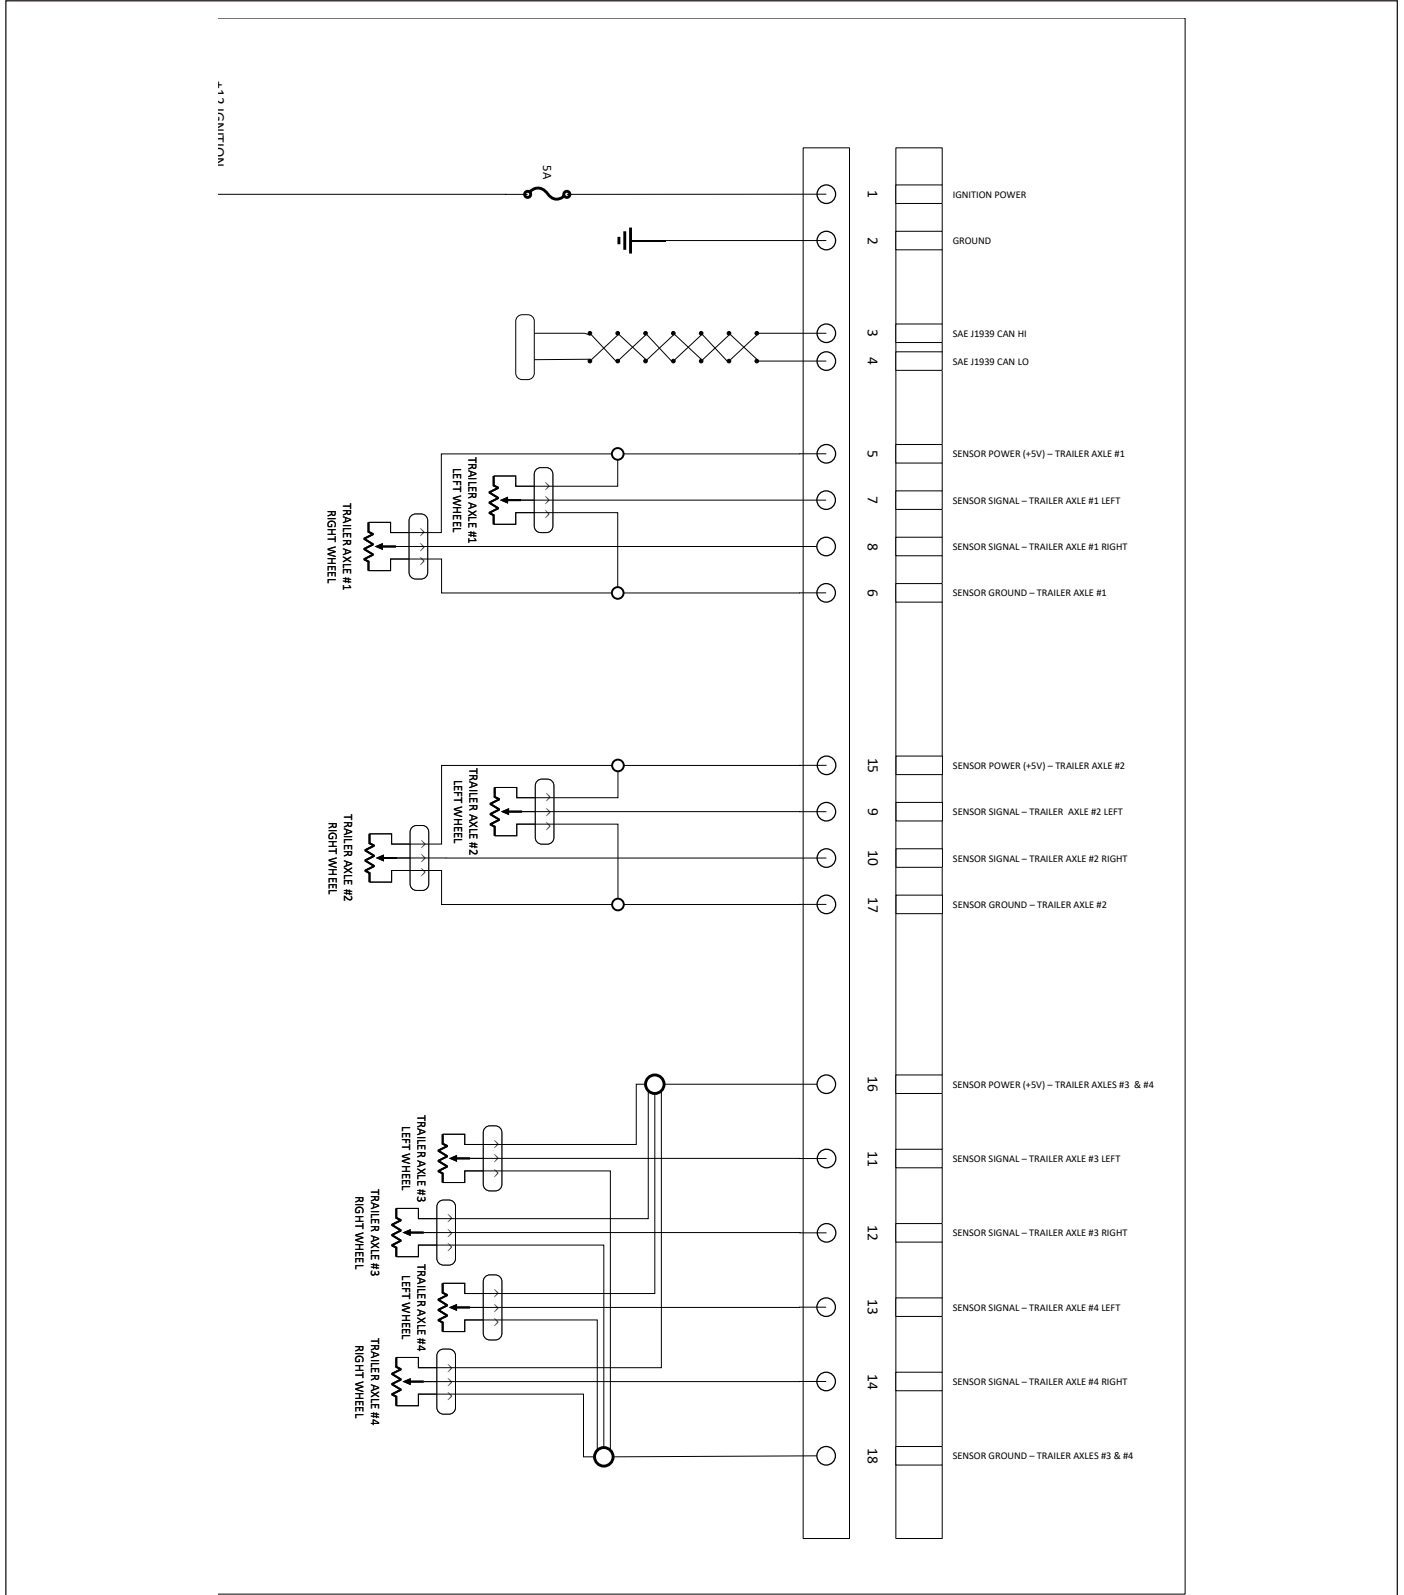 +12 IGNITION
5A
1
IGNITION POWER
2
GROUND
3
SAE J1939 CAN HI
4
SAE J1939 CAN LO
5
SENSOR POWER (+5V) – TRAILER AXLE #1
7
SENSOR SIGNAL – TRAILER AXLE #1 LEFT
8
SENSOR SIGNAL – TRAILER AXLE #1 RIGHT
6
SENSOR GROUND – TRAILER AXLE #1
TRAILER AXLE #1
LEFT WHEEL
TRAILER AXLE #1
RIGHT WHEEL
15
SENSOR POWER (+5V) – TRAILER AXLE #2
9
SENSOR SIGNAL – TRAILER AXLE #2 LEFT
10
SENSOR SIGNAL – TRAILER AXLE #2 RIGHT
17
SENSOR GROUND – TRAILER AXLE #2
TRAILER AXLE #2
LEFT WHEEL
TRAILER AXLE #2
RIGHT WHEEL
16
SENSOR POWER (+5V) – TRAILER AXLES #3 & #4
11
SENSOR SIGNAL – TRAILER AXLE #3 LEFT
12
SENSOR SIGNAL – TRAILER AXLE #3 RIGHT
13
SENSOR SIGNAL – TRAILER AXLE #4 LEFT
14
SENSOR SIGNAL – TRAILER AXLE #4 RIGHT
18
SENSOR GROUND – TRAILER AXLES #3 & #4
TRAILER AXLE #3
LEFT WHEEL
TRAILER AXLE #3
RIGHT WHEEL
TRAILER AXLE #4
LEFT WHEEL
TRAILER AXLE #4
RIGHT WHEEL